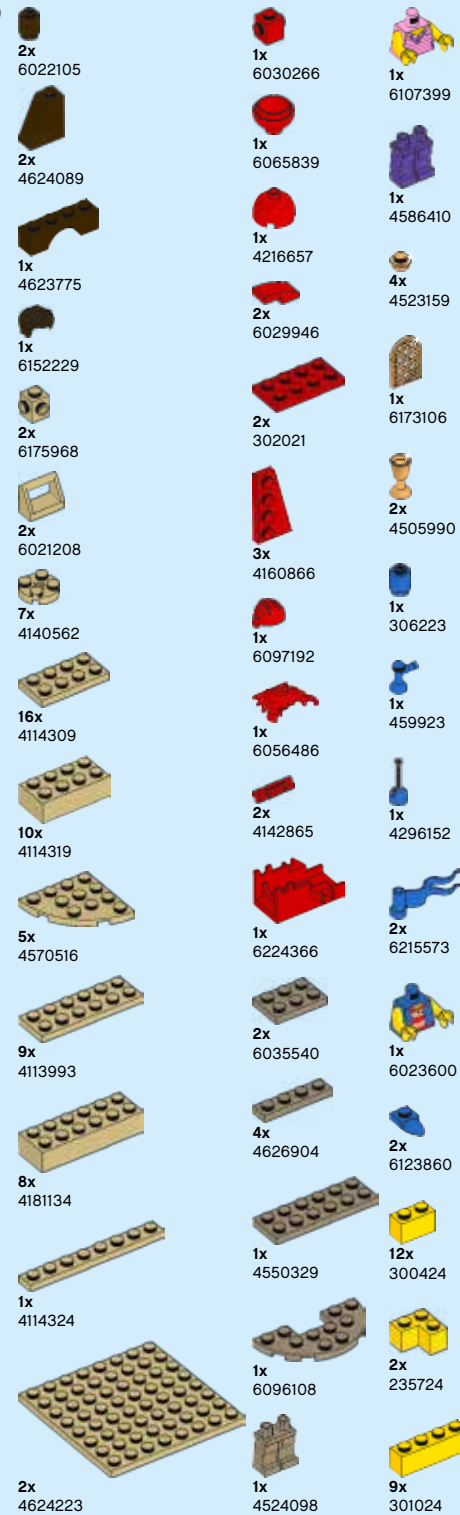 2x
6022105
2x
4624089
1x
4623775
1x
6152229
2x
6175968
2x
6021208
7x
4140562
16x
4114309
10x
4114319
5x
4570516
9x
4113993
8x
4181134
1x
4114324
2x
4624223
1x
6030266
1x
6065839
1x
4216657
2x
6029946
2x
302021
3x
4160866
1x
6097192
1x
6056486
2x
4142865
1x
6224366
2x
6035540
4x
4626904
1x
4550329
1x
6096108
1x
4524098
1x
6107399
1x
4586410
4x
4523159
1x
6173106
2x
4505990
1x
306223
1x
459923
1x
4296152
2x
6215573
1x
6023600
2x
6123860
12x
300424
2x
235724
9x
301024